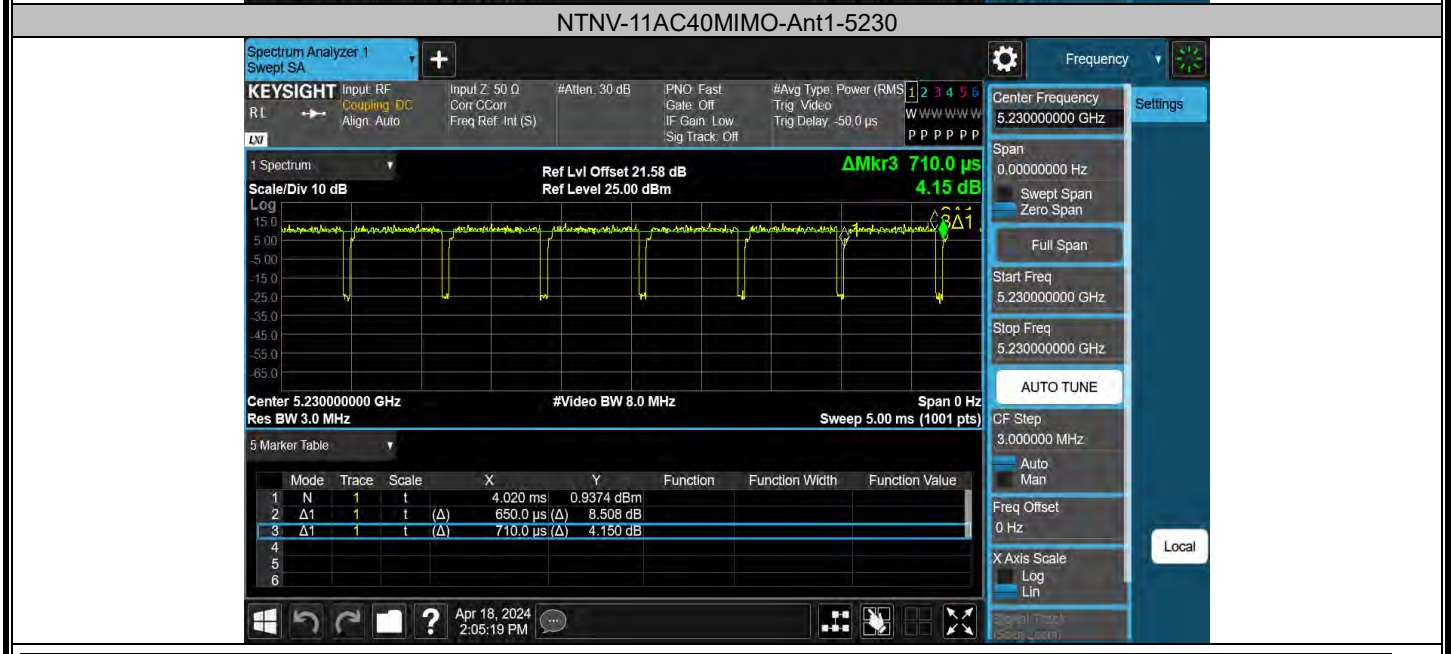 NTNV-11AC40MIMO-Ant1-5230
Spectrum Analyzer 1
Swept SA
+
Frequency
KEYSIGHT
RL
LXI
Input: RF
Coupling: DC
Align: Auto
Input Z: 50 Ω
Corr CCorr
Freq Ref: Int (S)
#Atten: 30 dB
PNO: Fast
Gate: Off
IF Gain: Low
Sig Track: Off
#Avg Type: Power (RMS
Trig: Video
Trig Delay: -50.0 µs
1 2 3 4 5 6
W W W W W W
P P P P P P
1 Spectrum
Scale/Div 10 dB
Log
Ref Lvl Offset 21.58 dB
Ref Level 25.00 dBm
ΔMkr3 710.0 µs
4.15 dB
15.0
5.00
-5.00
-15.0
-25.0
-35.0
-45.0
-55.0
-65.0
1
3Δ1
Center 5.230000000 GHz
Res BW 3.0 MHz
#Video BW 8.0 MHz
Span 0 Hz
Sweep 5.00 ms (1001 pts)
5 Marker Table
Mode Trace Scale X Y Function Function Width Function Value
1 N 1 t 4.020 ms 0.9374 dBm
2 Δ1 1 t (Δ) 650.0 µs (Δ) 8.508 dB
3 Δ1 1 t (Δ) 710.0 µs (Δ) 4.150 dB
4
5
6
?
Apr 18, 2024
2:05:19 PM
Center Frequency
5.230000000 GHz
Settings
Span
0.00000000 Hz
Swept Span
Zero Span
Full Span
Start Freq
5.230000000 GHz
Stop Freq
5.230000000 GHz
AUTO TUNE
CF Step
3.000000 MHz
Auto
Man
Freq Offset
0 Hz
X Axis Scale
Log
Lin
Local